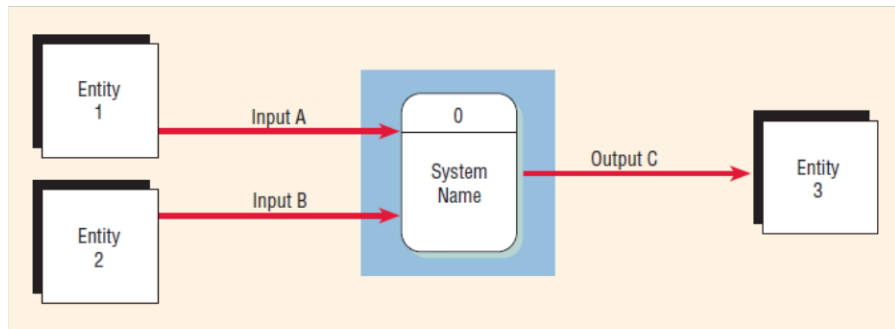 Entity
1
Input A
0
System
Name
Output C
Entity
3
Input B
Entity
2